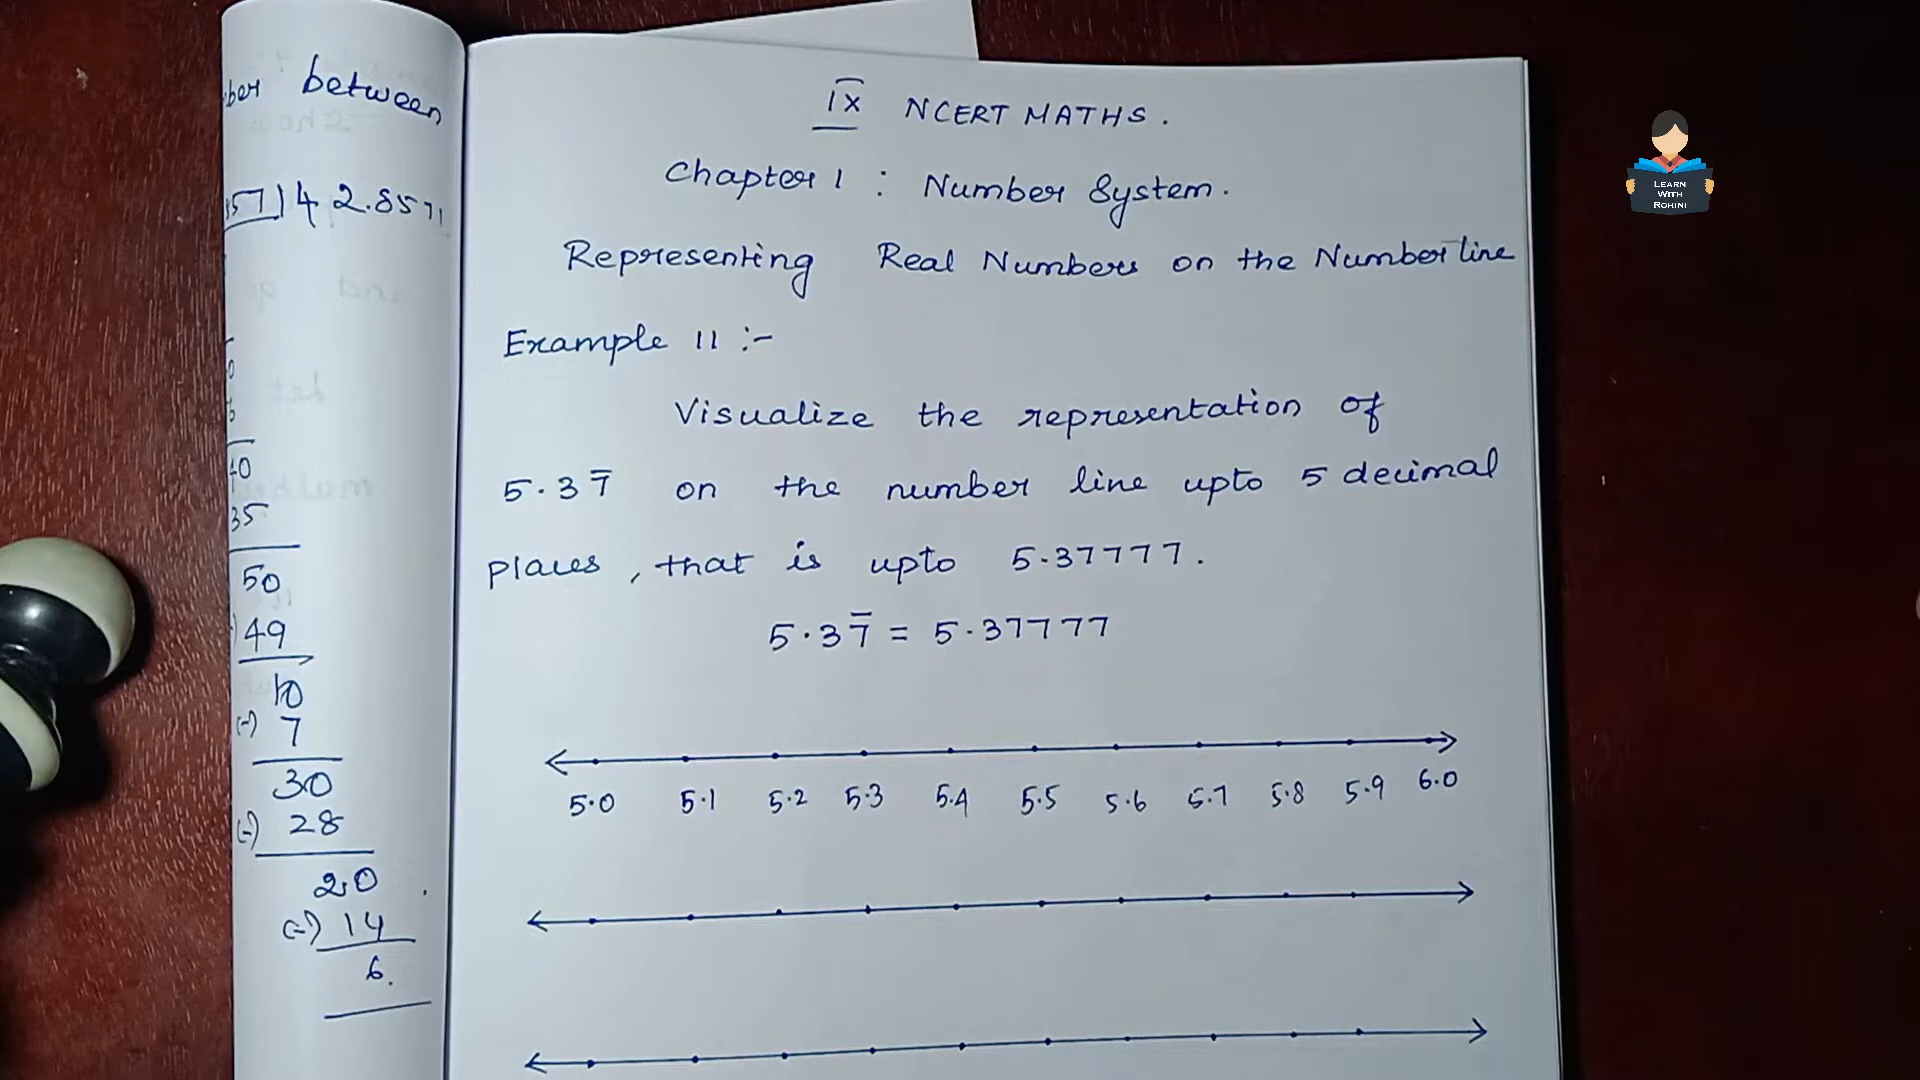 between
142.8571
40
35
50
49
10
(-) 7
30
(-) 28
20
(-) 14
6.
IX NCERT MATHS.
Chapter 1 : Number System.
Representing Real Numbers on the Number line
Example 11 :-
Visualize the representation of
5.37̅ on the number line upto 5 decimal
places, that is upto 5.37777.
5.37̅ = 5.37777
5.0 5.1 5.2 5.3 5.4 5.5 5.6 5.7 5.8 5.9 6.0
LEARN
WITH
ROHINI